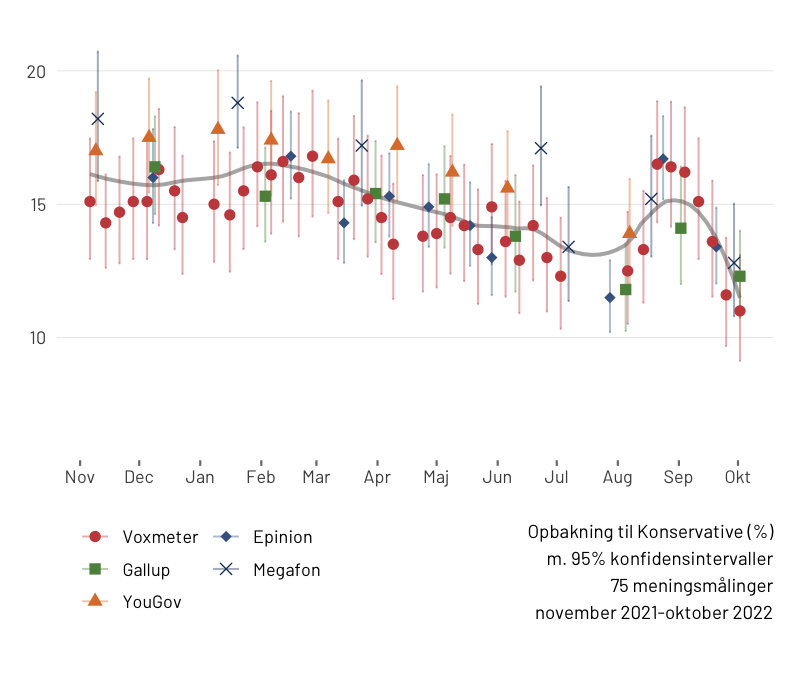 20
15
10
Nov Dec Jan Feb Mar Apr Maj Jun Jul Aug Sep Okt
Voxmeter Epinion
Gallup Megafon
YouGov
Opbakning til Konservative (%)
m. 95% konfidensintervaller
75 meningsmålinger
november 2021-oktober 2022